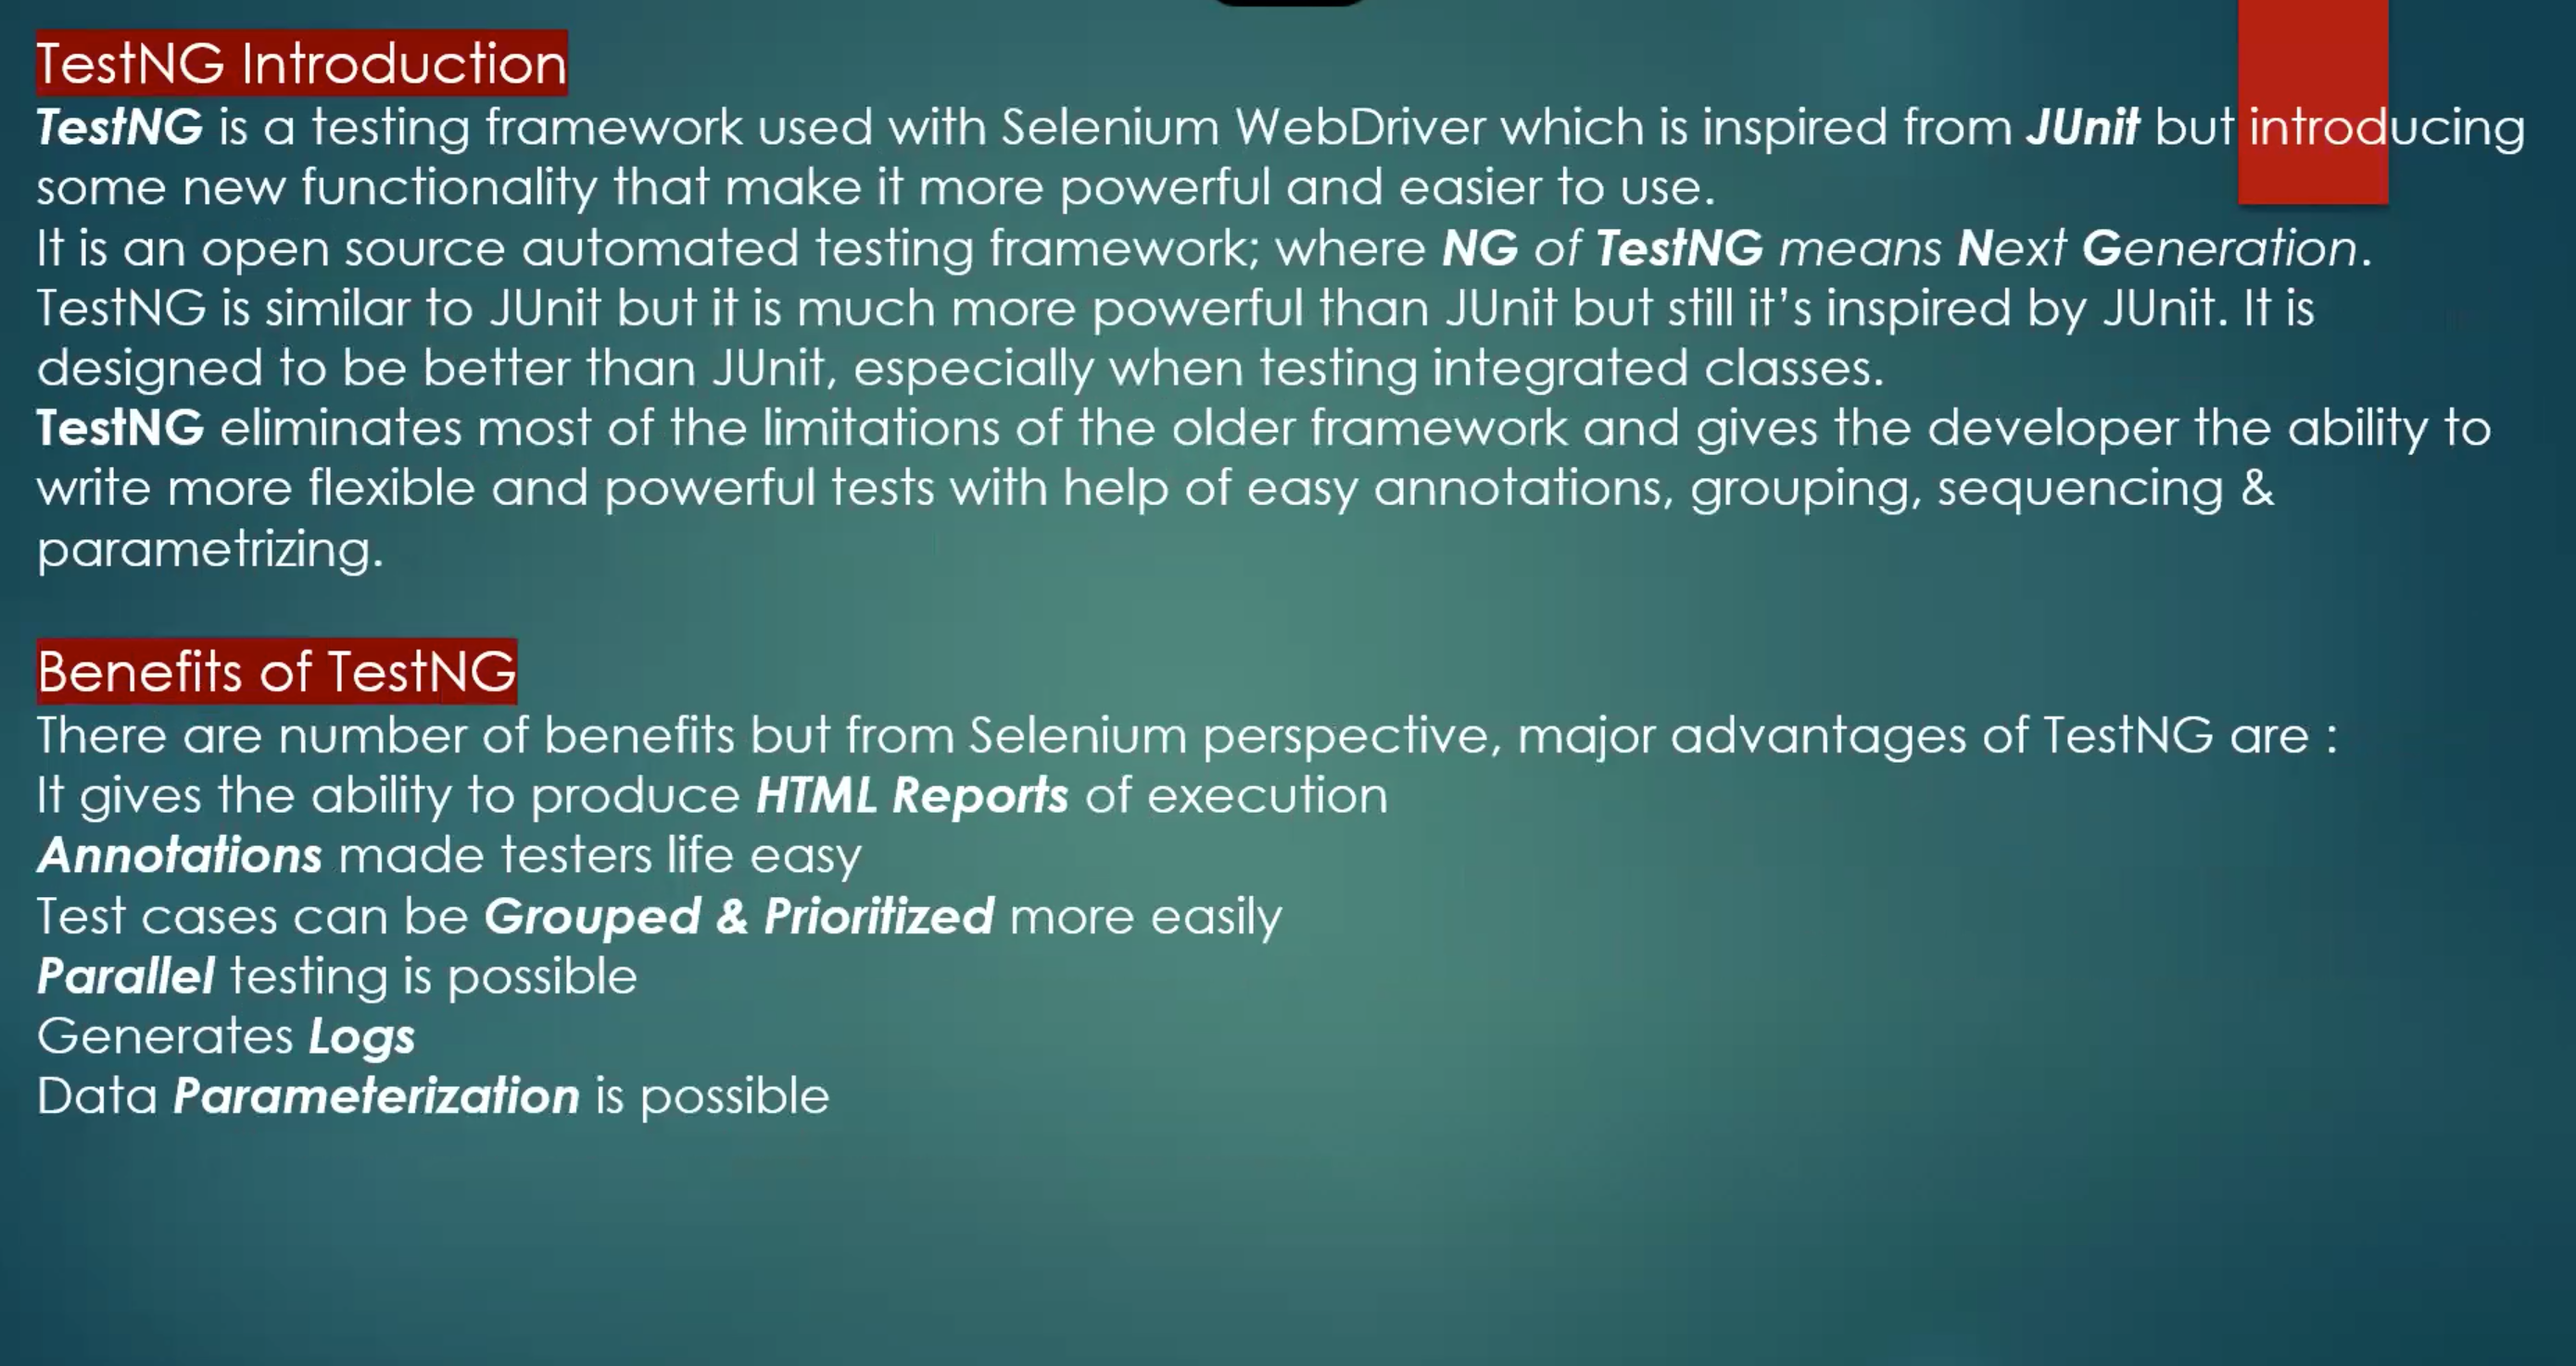 TestNG Introduction
TestNG is a testing framework used with Selenium WebDriver which is inspired from JUnit but introducing
some new functionality that make it more powerful and easier to use.
It is an open source automated testing framework; where NG of TestNG means Next Generation.
TestNG is similar to JUnit but it is much more powerful than JUnit but still it’s inspired by JUnit. It is
designed to be better than JUnit, especially when testing integrated classes.
TestNG eliminates most of the limitations of the older framework and gives the developer the ability to
write more flexible and powerful tests with help of easy annotations, grouping, sequencing &
parametrizing.
Benefits of TestNG
There are number of benefits but from Selenium perspective, major advantages of TestNG are :
It gives the ability to produce HTML Reports of execution
Annotations made testers life easy
Test cases can be Grouped & Prioritized more easily
Parallel testing is possible
Generates Logs
Data Parameterization is possible